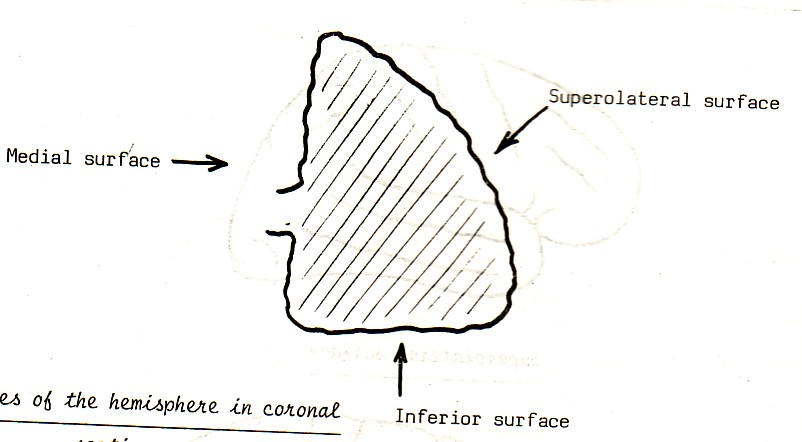 Superolateral surface
Medial surface
es of the hemisphere in coronal
Inferior surface